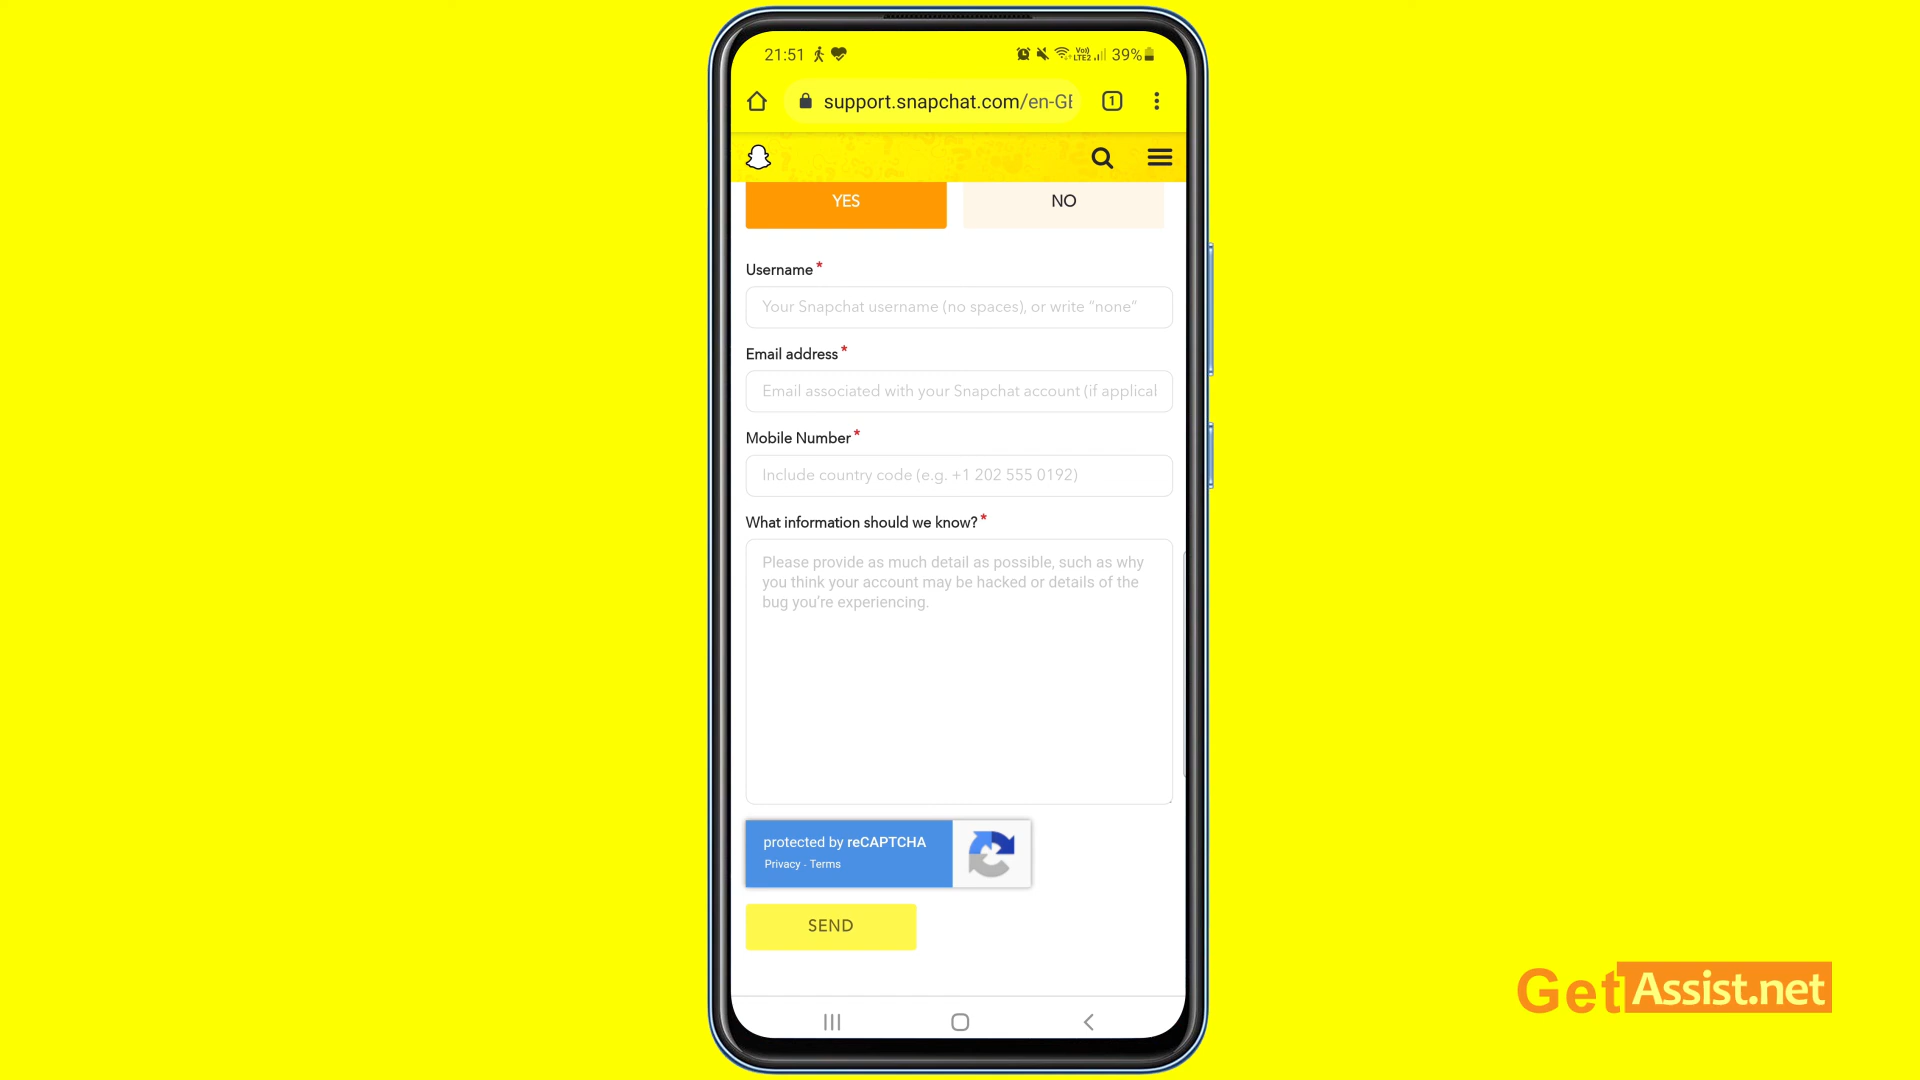 21:51
Vo)) LTE2 39%
support.snapchat.com/en-GB
1
YES
NO
Username*
Your Snapchat username (no spaces), or write “none”
Email address*
Email associated with your Snapchat account (if applical
Mobile Number*
Include country code (e.g. +1 202 555 0192)
What information should we know?*
Please provide as much detail as possible, such as why
you think your account may be hacked or details of the
bug you’re experiencing.
protected by reCAPTCHA
Privacy - Terms
SEND
GetAssist.net